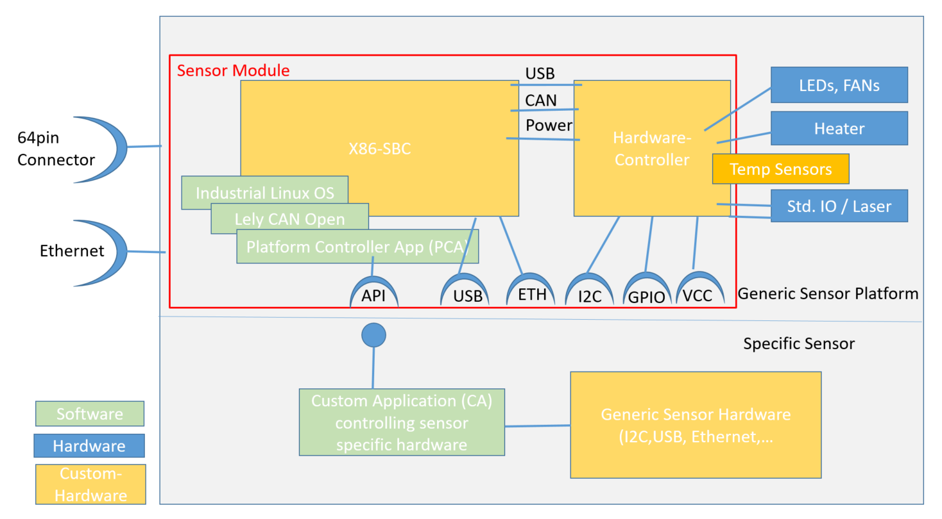 Sensor Module
USB
CAN
Power
X86-SBC
Hardware-
Controller
LEDs, FANs
Heater
Temp Sensors
Std. IO / Laser
64pin
Connector
Ethernet
Industrial Linux OS
Lely CAN Open
Platform Controller App (PCA)
API
USB
ETH
I2C
GPIO
VCC
Generic Sensor Platform
Specific Sensor
Custom Application (CA)
controlling sensor
specific hardware
Generic Sensor Hardware
(I2C,USB, Ethernet,...
Software
Hardware
Custom-
Hardware